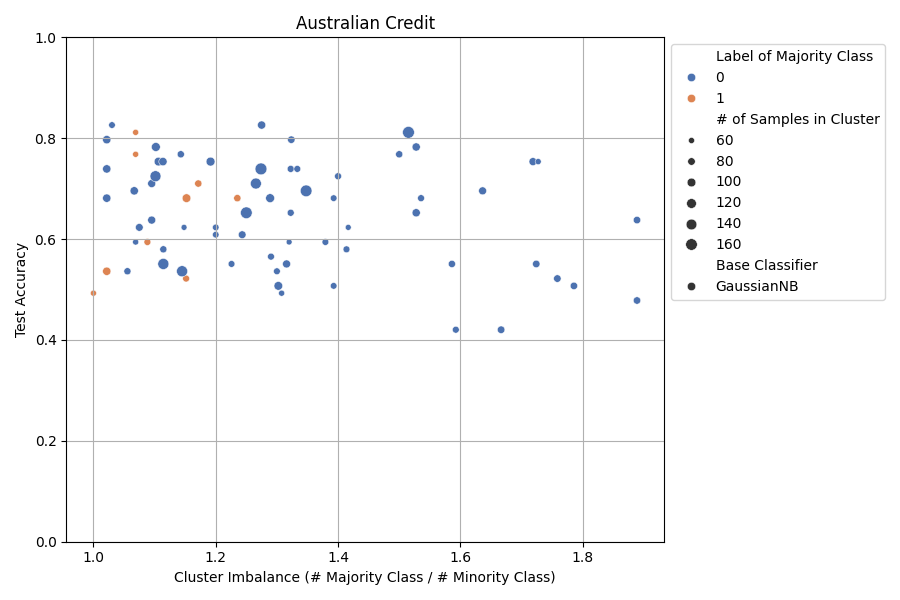 Australian Credit
1.0
0.8
0.6
0.4
0.2
0.0
Test Accuracy
1.0
1.2
1.4
1.6
1.8
Cluster Imbalance (# Majority Class / # Minority Class)
Label of Majority Class
0
1
# of Samples in Cluster
60
80
100
120
140
160
Base Classifier
GaussianNB